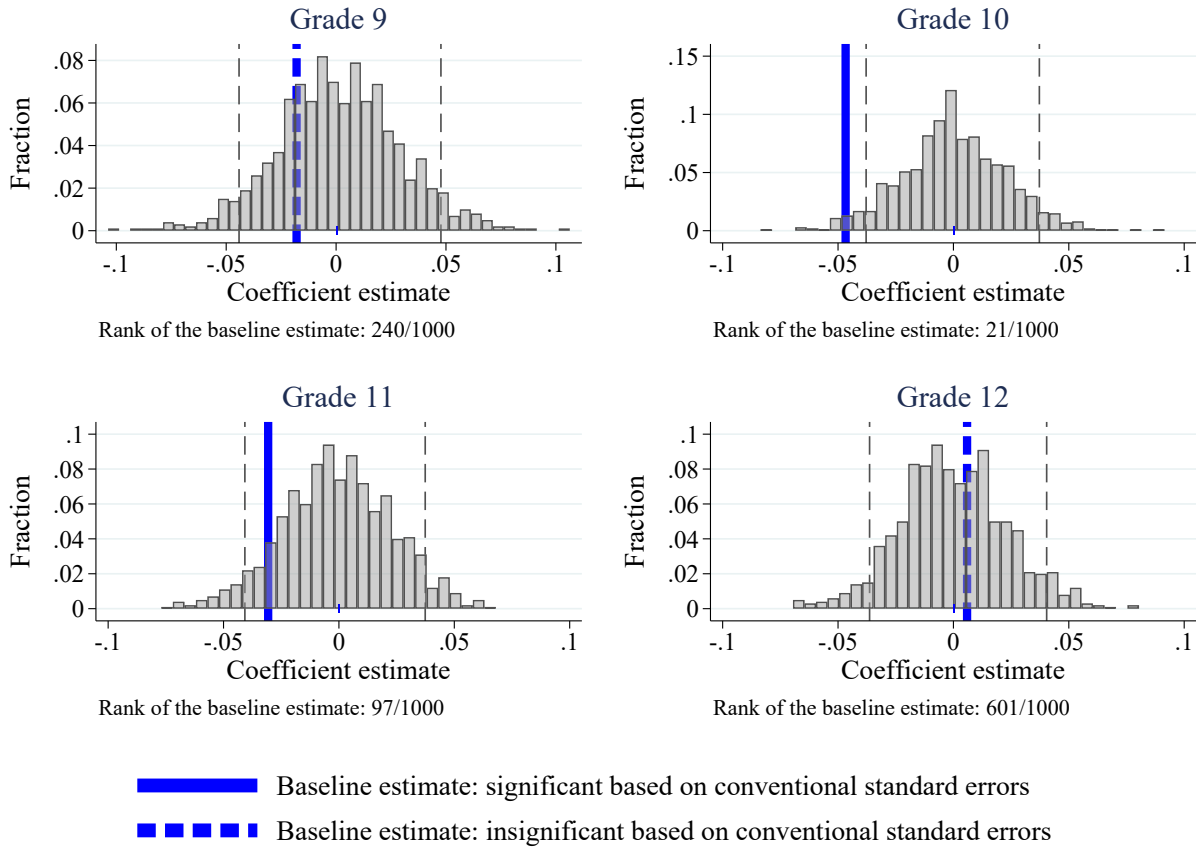 Grade 9
Fraction
.08
.06
.04
.02
0
-.1 -.05 0 .05 .1
Coefficient estimate
Rank of the baseline estimate: 240/1000
Grade 10
Fraction
.15
.1
.05
0
-.1 -.05 0 .05 .1
Coefficient estimate
Rank of the baseline estimate: 21/1000
Grade 11
Fraction
.1
.08
.06
.04
.02
0
-.1 -.05 0 .05 .1
Coefficient estimate
Rank of the baseline estimate: 97/1000
Grade 12
Fraction
.1
.08
.06
.04
.02
0
-.1 -.05 0 .05 .1
Coefficient estimate
Rank of the baseline estimate: 601/1000
Baseline estimate: significant based on conventional standard errors
Baseline estimate: insignificant based on conventional standard errors